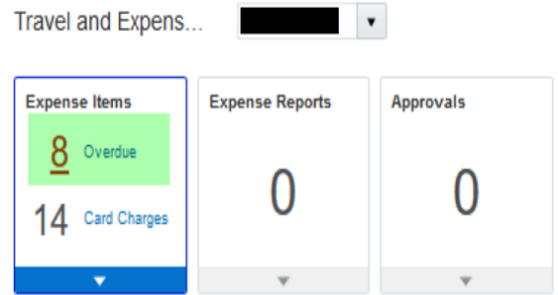 Travel and Expens...
Expense Items
8 Overdue
14 Card Charges
Expense Reports
0
Approvals
0